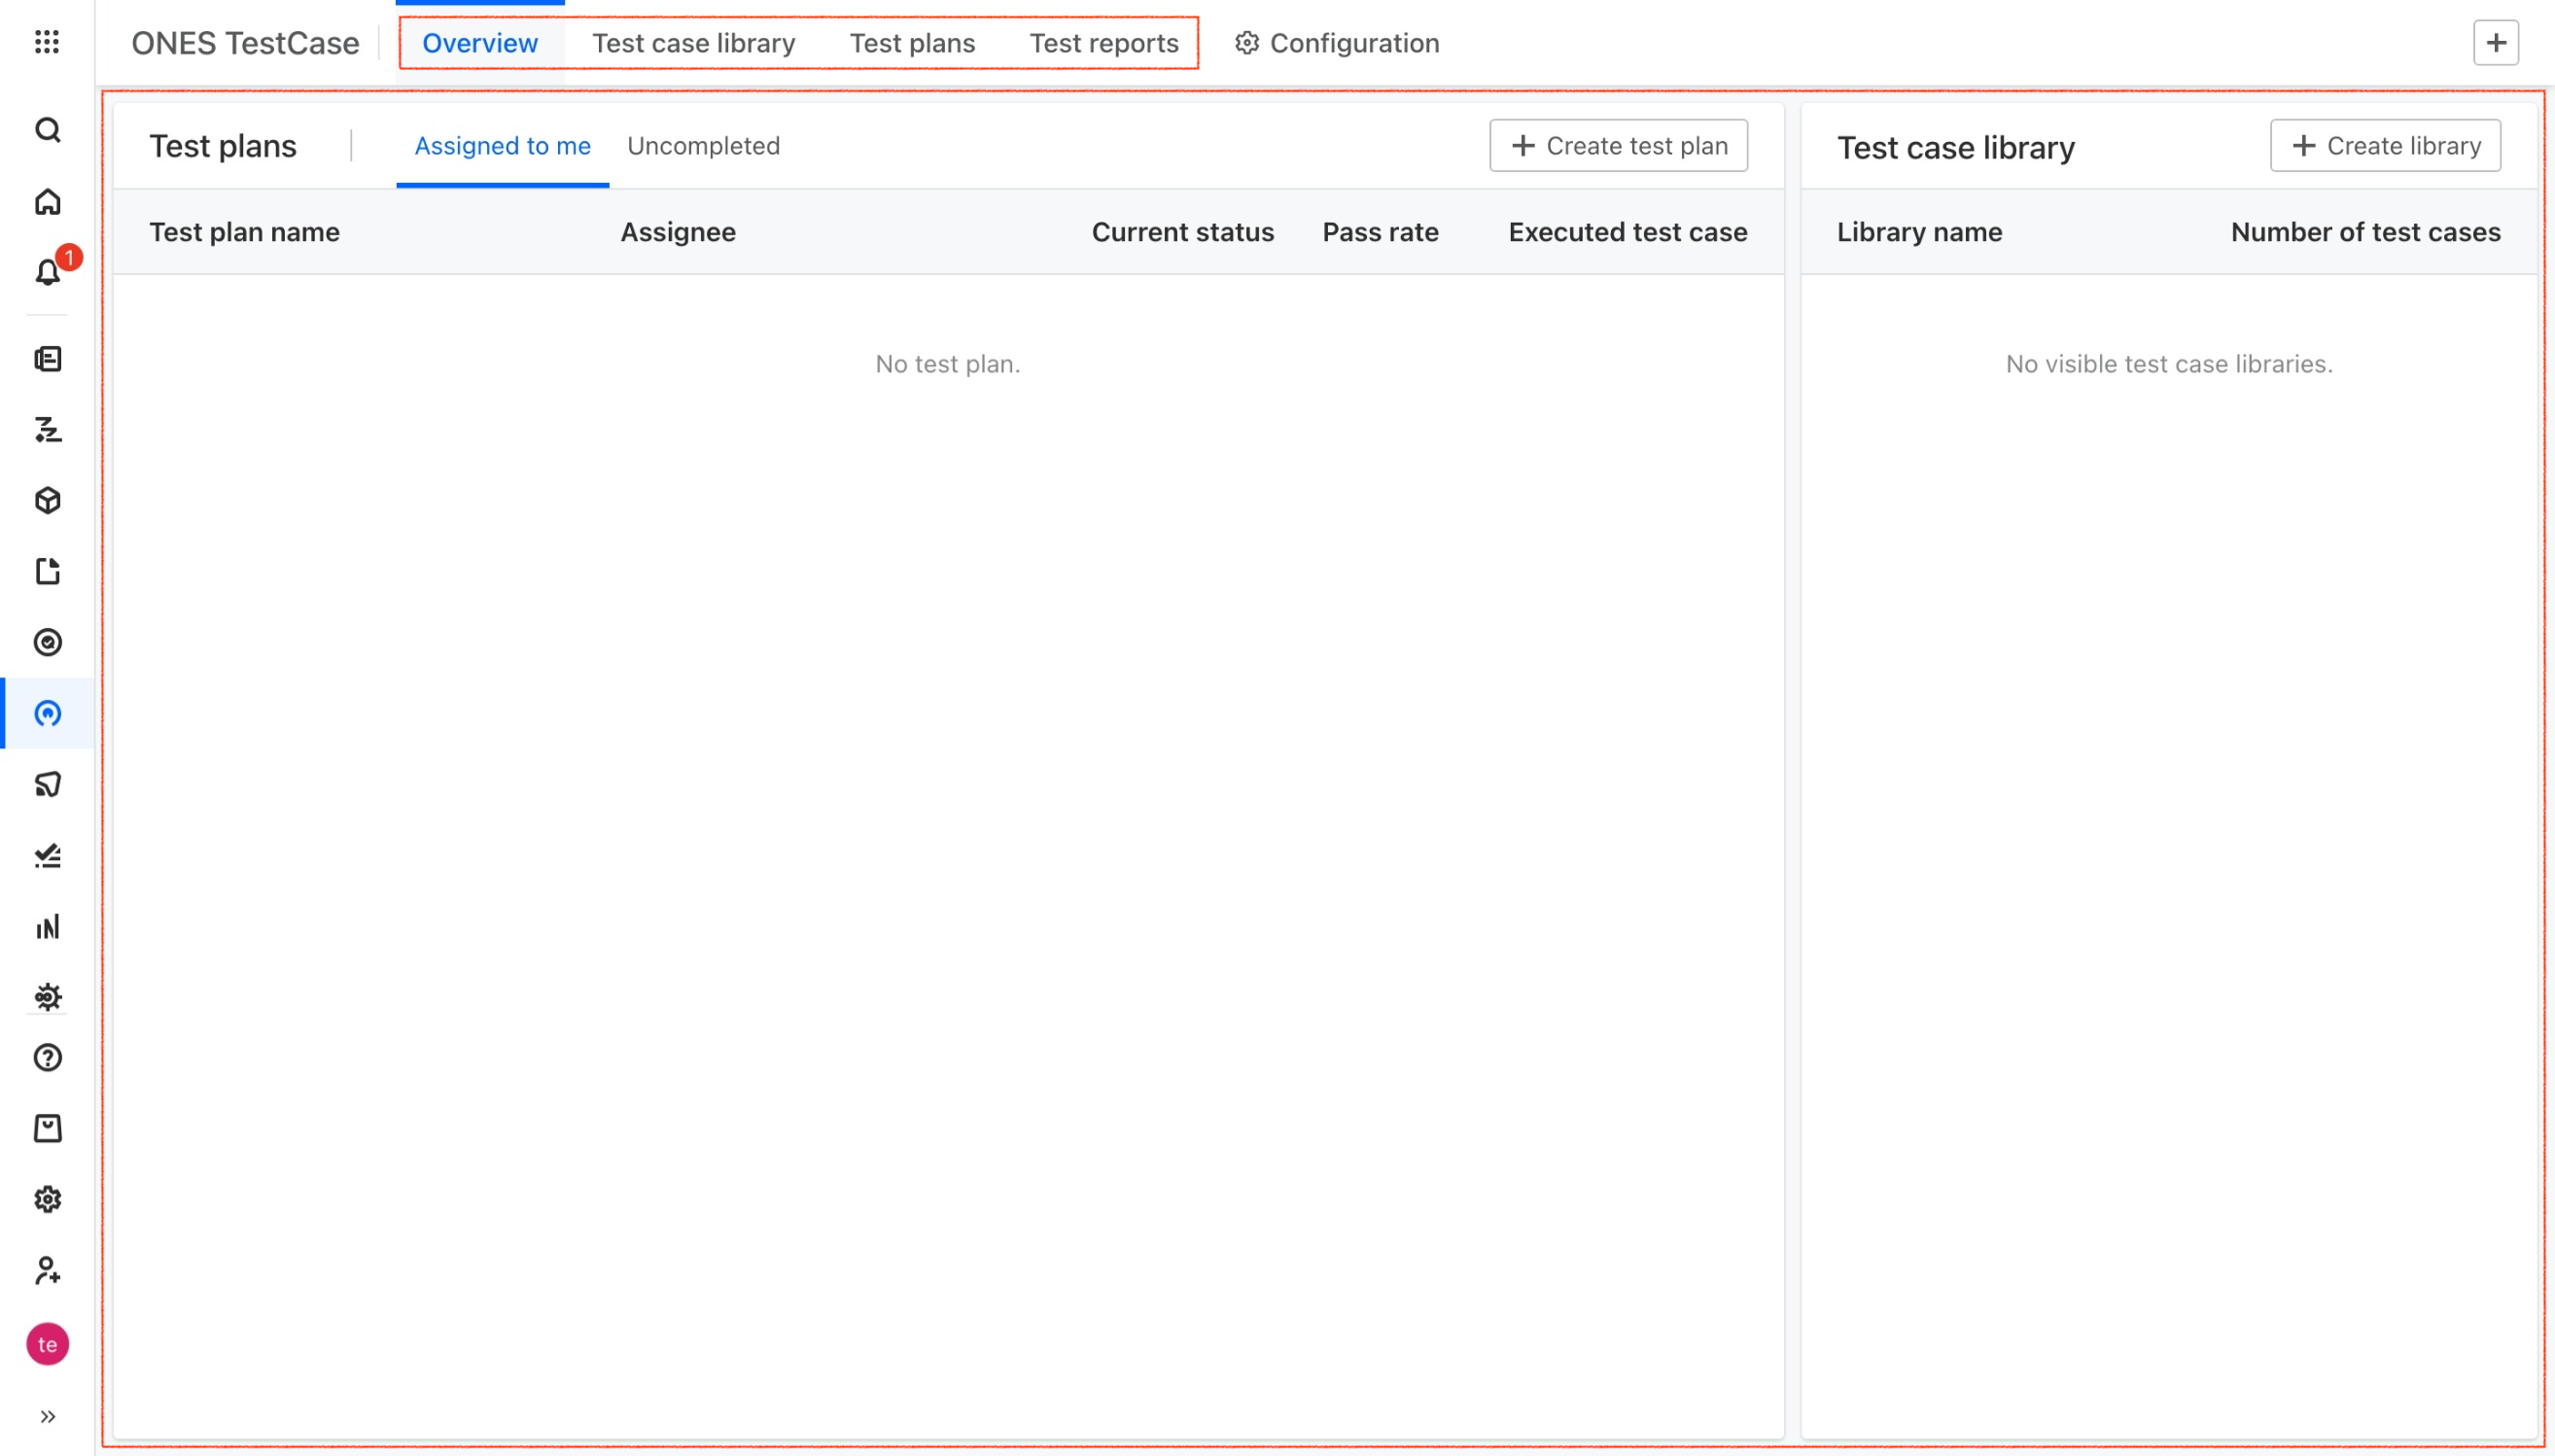 ONES TestCase Overview Test case library Test plans Test reports Configuration
Test plans Assigned to me Uncompleted Create test plan
Test case library Create library
Test plan name Assignee Current status Pass rate Executed test case
Library name Number of test cases
No test plan.
No visible test case libraries.
1
te